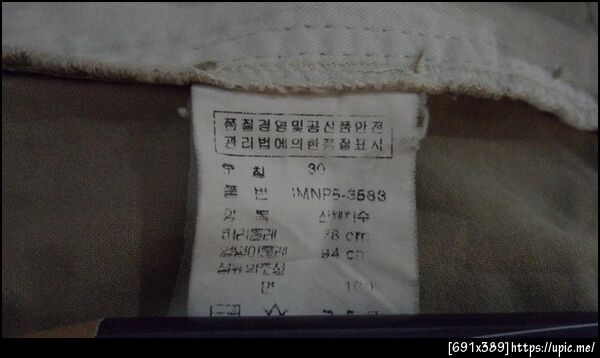 품질경영및공산품안전
관리법에의한품질표시
호 칭 30
품 번 IMNP5-3583
신체치수
허리둘레 78 cm
엉덩이둘레 94 cm
섬유의조성
면 100
[691x389]https://upic.me/